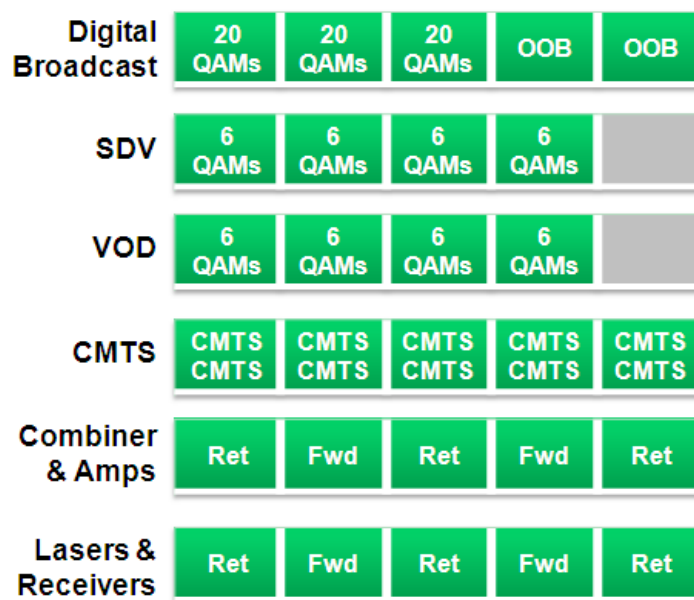 Digital
Broadcast
20
QAMs
20
QAMs
20
QAMs
OOB
OOB
SDV
6
QAMs
6
QAMs
6
QAMs
6
QAMs
VOD
6
QAMs
6
QAMs
6
QAMs
6
QAMs
CMTS
CMTS
CMTS
CMTS
CMTS
CMTS
CMTS
CMTS
CMTS
CMTS
CMTS
Combiner
& Amps
Ret
Fwd
Ret
Fwd
Ret
Lasers &
Receivers
Ret
Fwd
Ret
Fwd
Ret